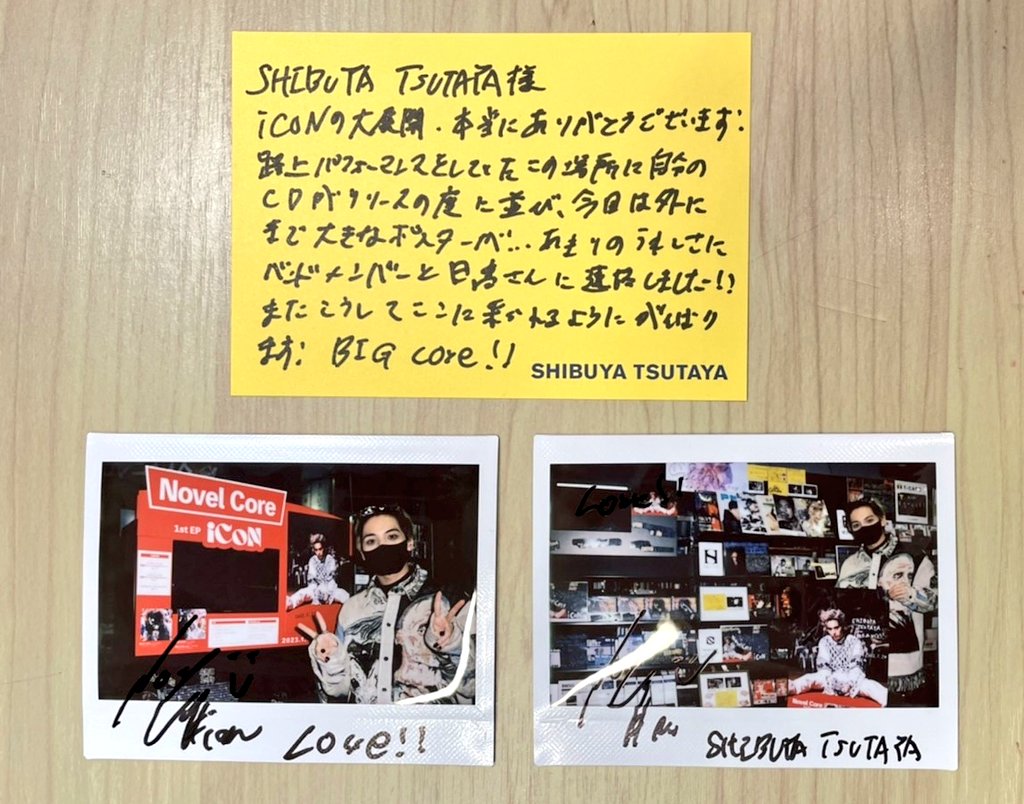 SHIBUYA TSUTAYA様
iCONの大展開、本当にありがとうございます!
路上パフォーマンスをしてたこの場所に自分の
CDがリリースの度に並び、今日は外に
まで大きなポスターが... あまりのうれしさに
バンドメンバーと日髙さんに連絡しました!!
またこうしてここに来れるようにがんばり
ます! BIG core!!
SHIBUYA TSUTAYA
Novel Core
1st EP iCON
Love!!
Love!!
SHIBUYA TSUTAYA
Novel Core
SHIBUYA TSUTAYA